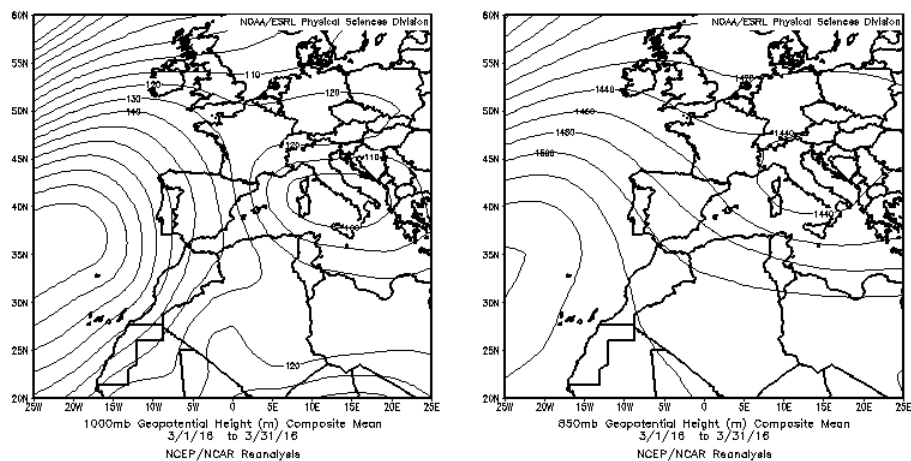 NOAA/ESRL Physical Sciences Division
60N
55N
50N
45N
40N
35N
30N
25N
20N
110
120
130
140
120
120
110
100
120
25W
20W
15W
10W
5W
0
5E
10E
15E
20E
25E
1000mb Geopotential Height (m) Composite Mean
3/1/16 to 3/31/16
NCEP/NCAR Reanalysis
NOAA/ESRL Physical Sciences Division
60N
55N
50N
45N
40N
35N
30N
25N
20N
1420
1440
1460
1480
1500
1440
1440
25W
20W
15W
10W
5W
0
5E
10E
15E
20E
25E
850mb Geopotential Height (m) Composite Mean
3/1/16 to 3/31/16
NCEP/NCAR Reanalysis